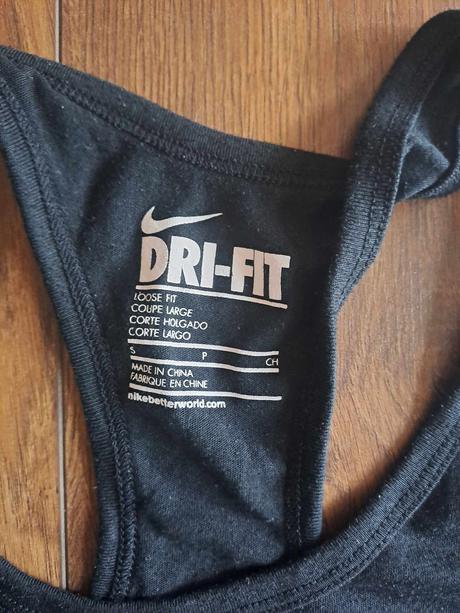 DRI-FIT
LOOSE FIT
COUPE LARGE
CORTE HOLGADO
CORTE LARGO
S P CH
MADE IN CHINA
FABRIQUE EN CHINE
nikebetterworld.com